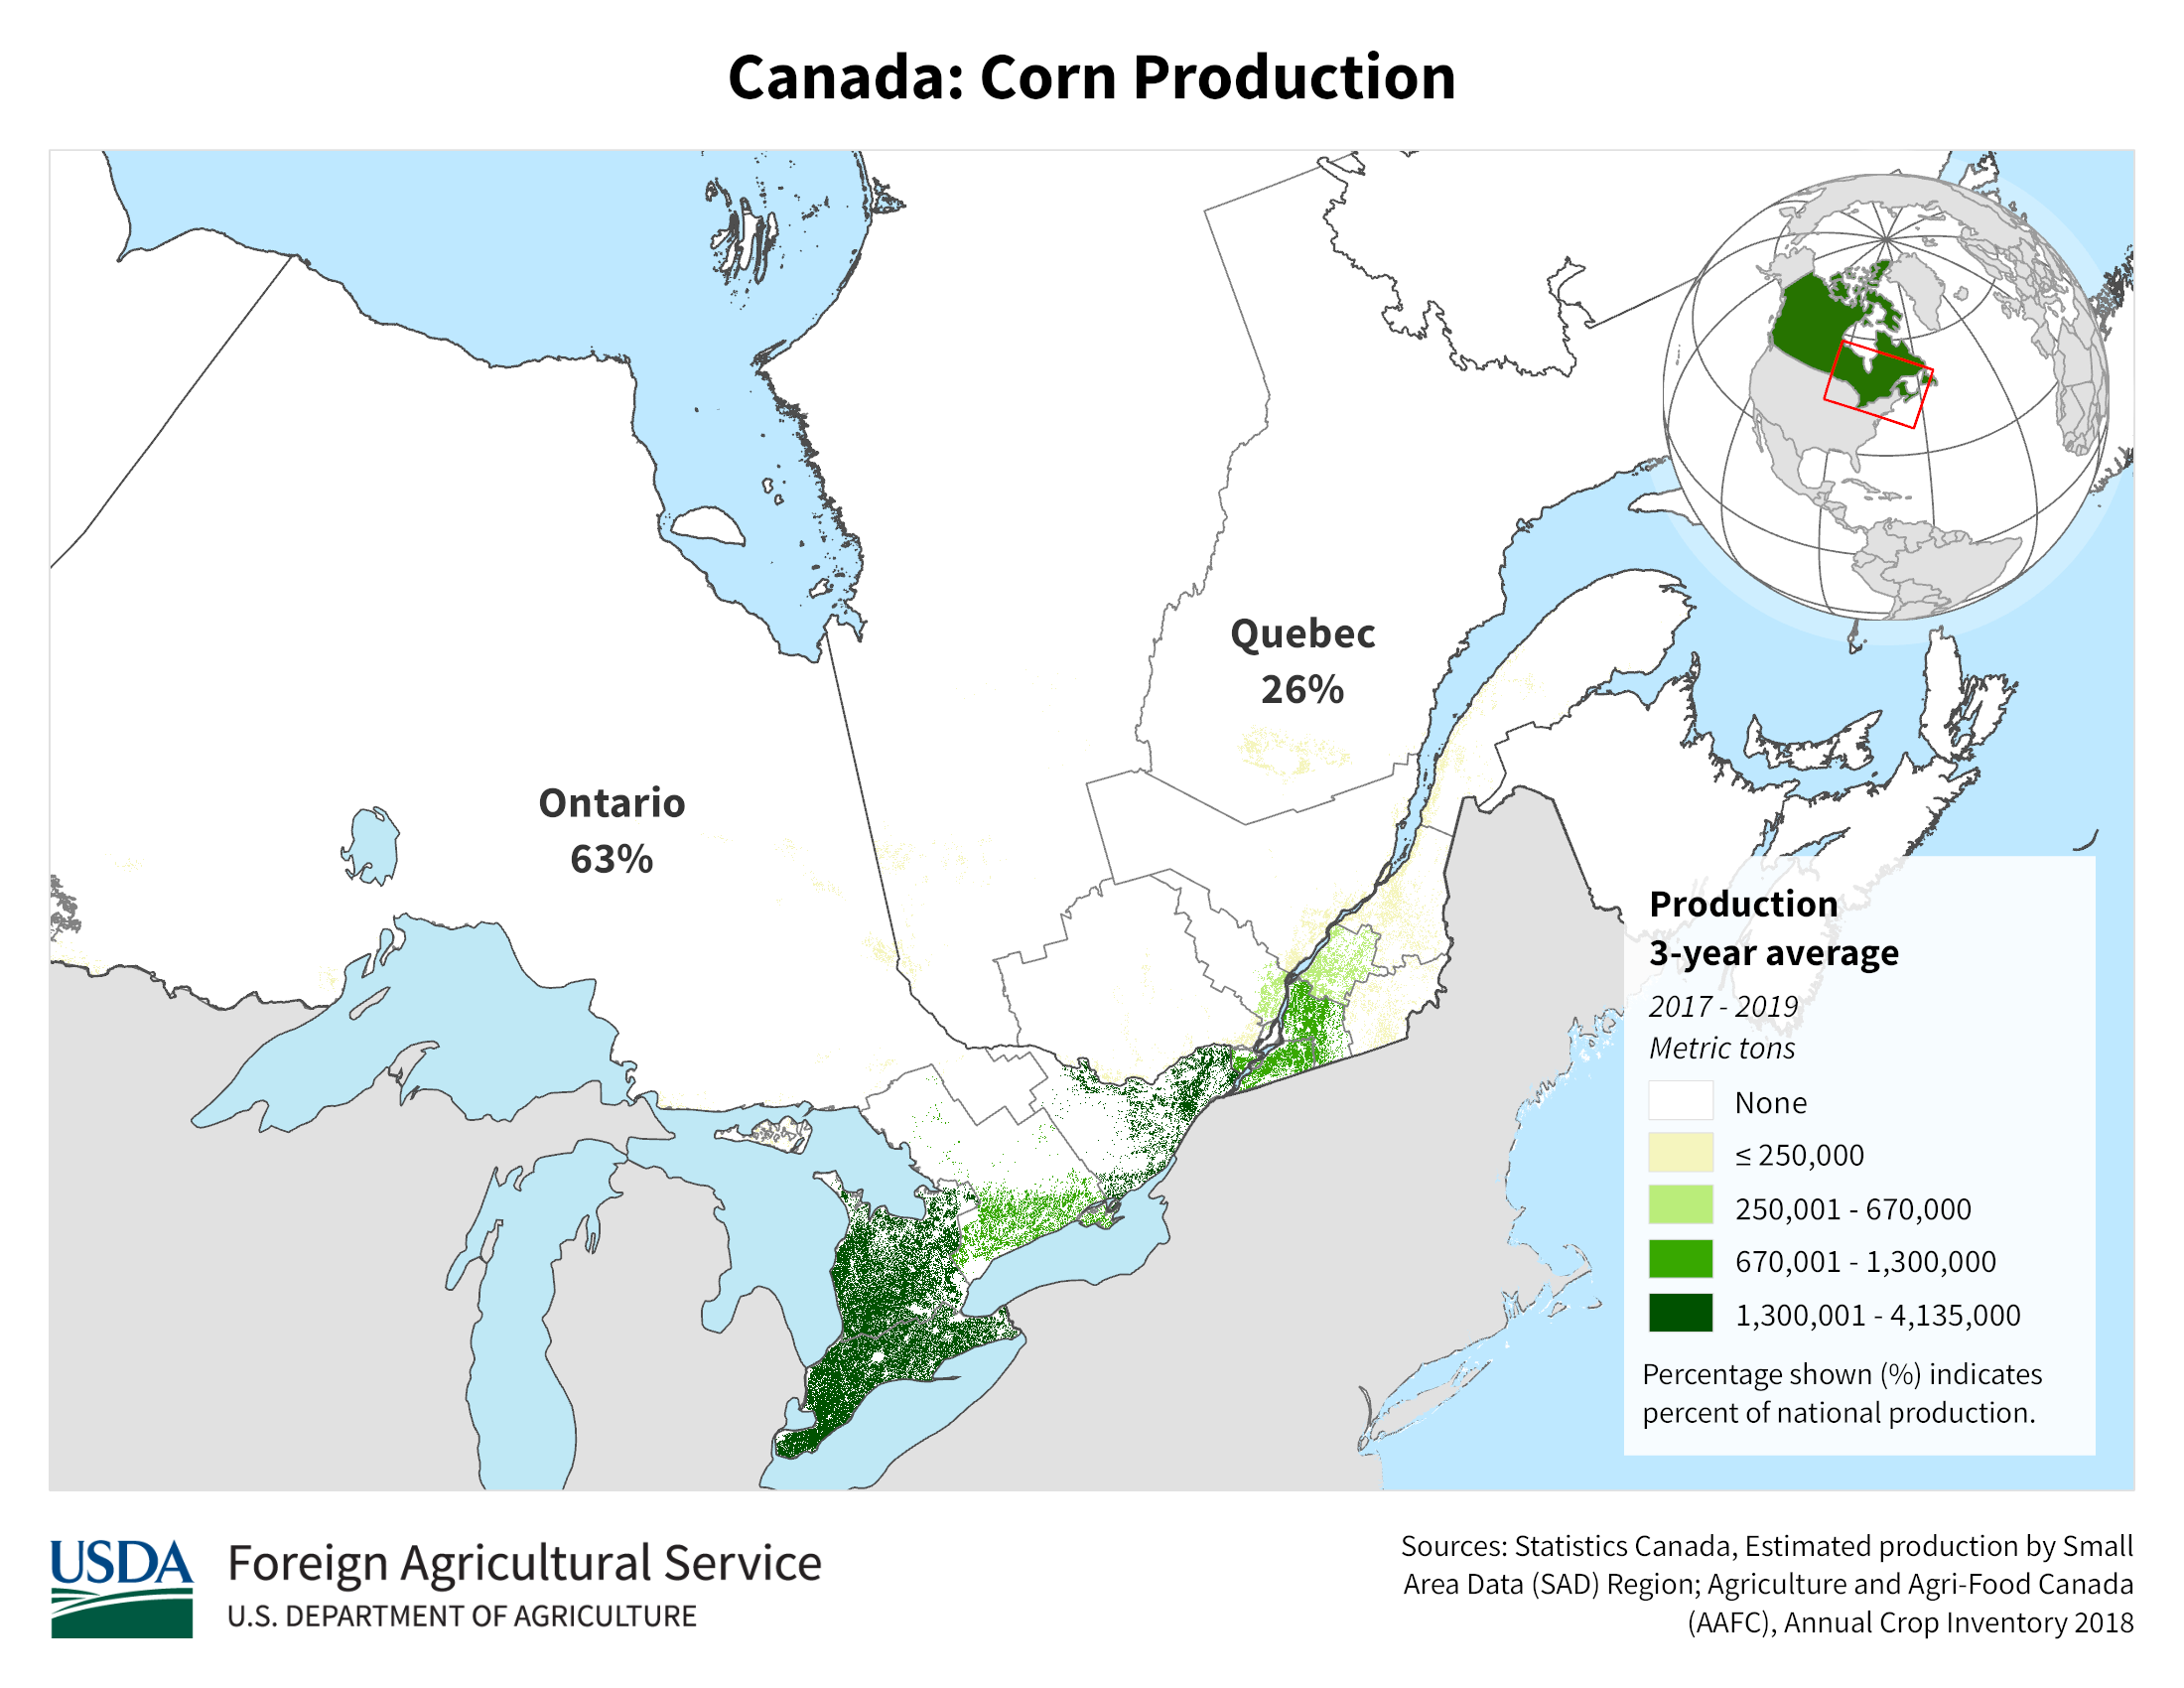 Canada: Corn Production
Quebec
26%
Ontario
63%
Production
3-year average
2017 - 2019
Metric tons
None
≤ 250,000
250,001 - 670,000
670,001 - 1,300,000
1,300,001 - 4,135,000
Percentage shown (%) indicates
percent of national production.
USDA
Foreign Agricultural Service
U.S. DEPARTMENT OF AGRICULTURE
Sources: Statistics Canada, Estimated production by Small
Area Data (SAD) Region; Agriculture and Agri-Food Canada
(AAFC), Annual Crop Inventory 2018